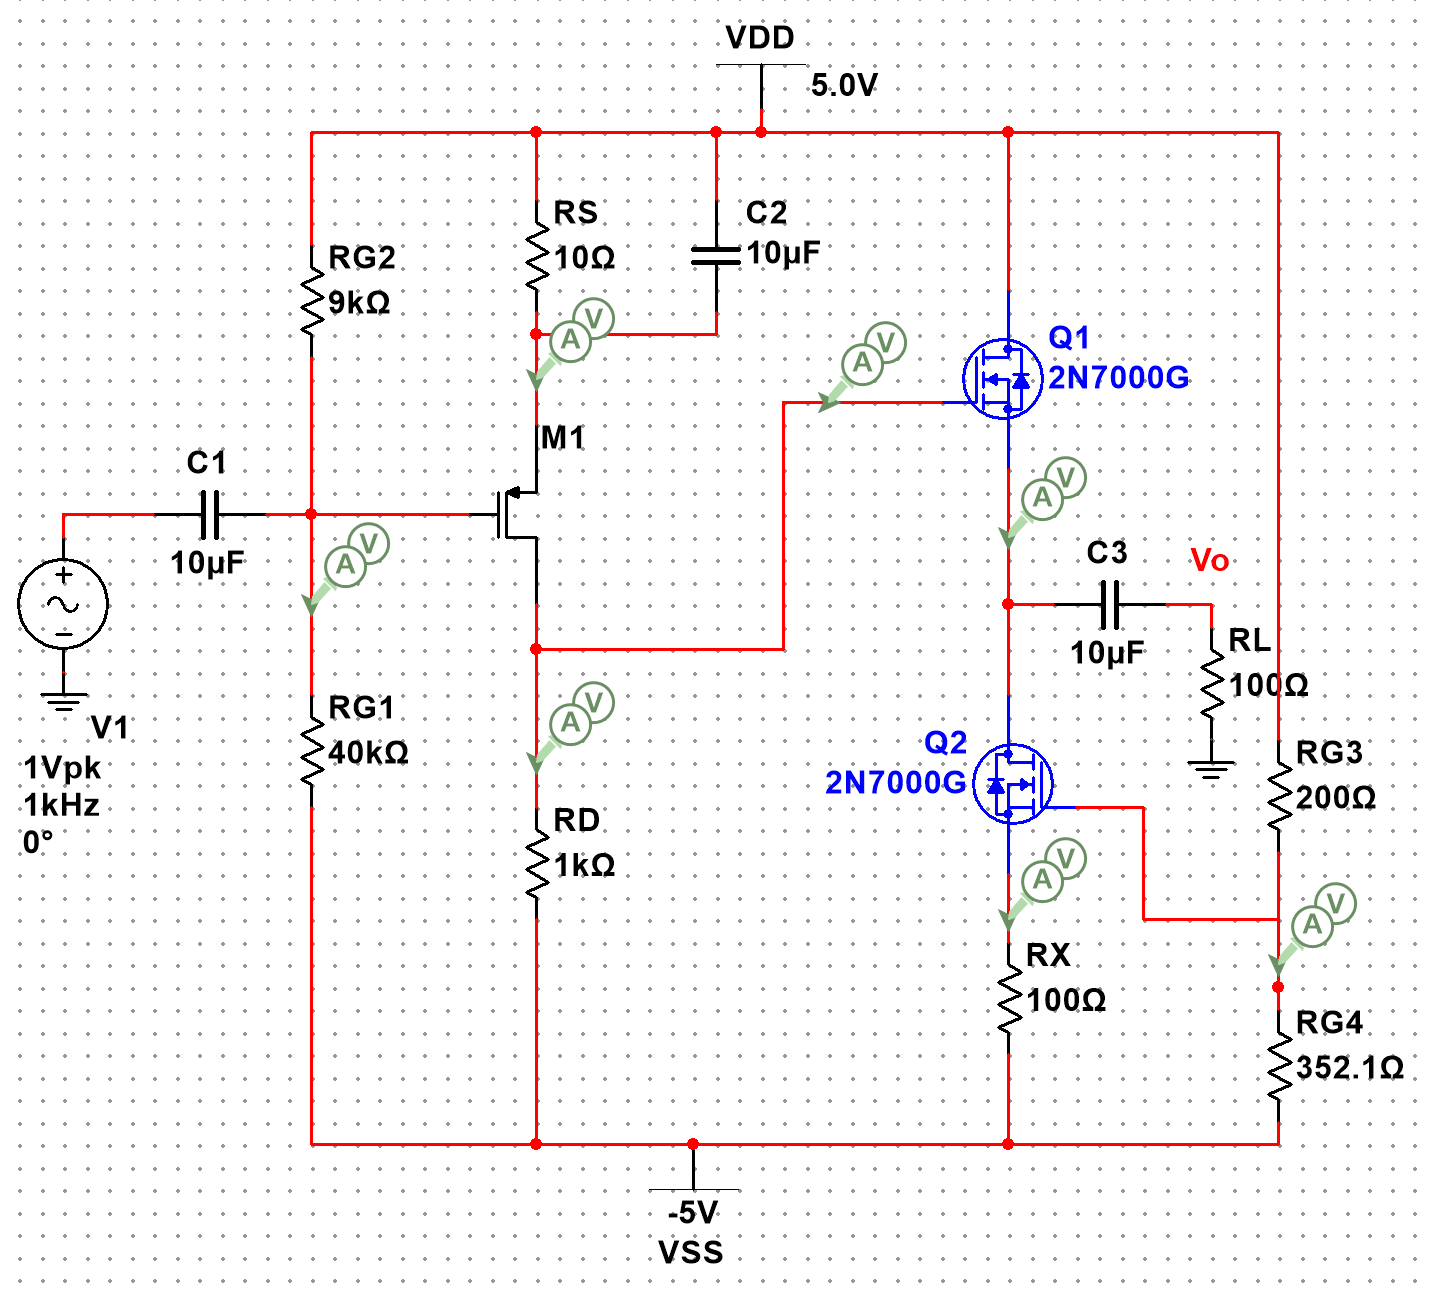 VDD
5.0V
RS
10Ω
C2
10µF
RG2
9kΩ
A
V
A
V
Q1
2N7000G
M1
C1
10µF
A
V
A
V
C3
10µF
Vo
RL
100Ω
V1
1Vpk
1kHz
0°
RG1
40kΩ
A
V
RD
1kΩ
Q2
2N7000G
RG3
200Ω
A
V
A
V
RX
100Ω
RG4
352.1Ω
-5V
VSS